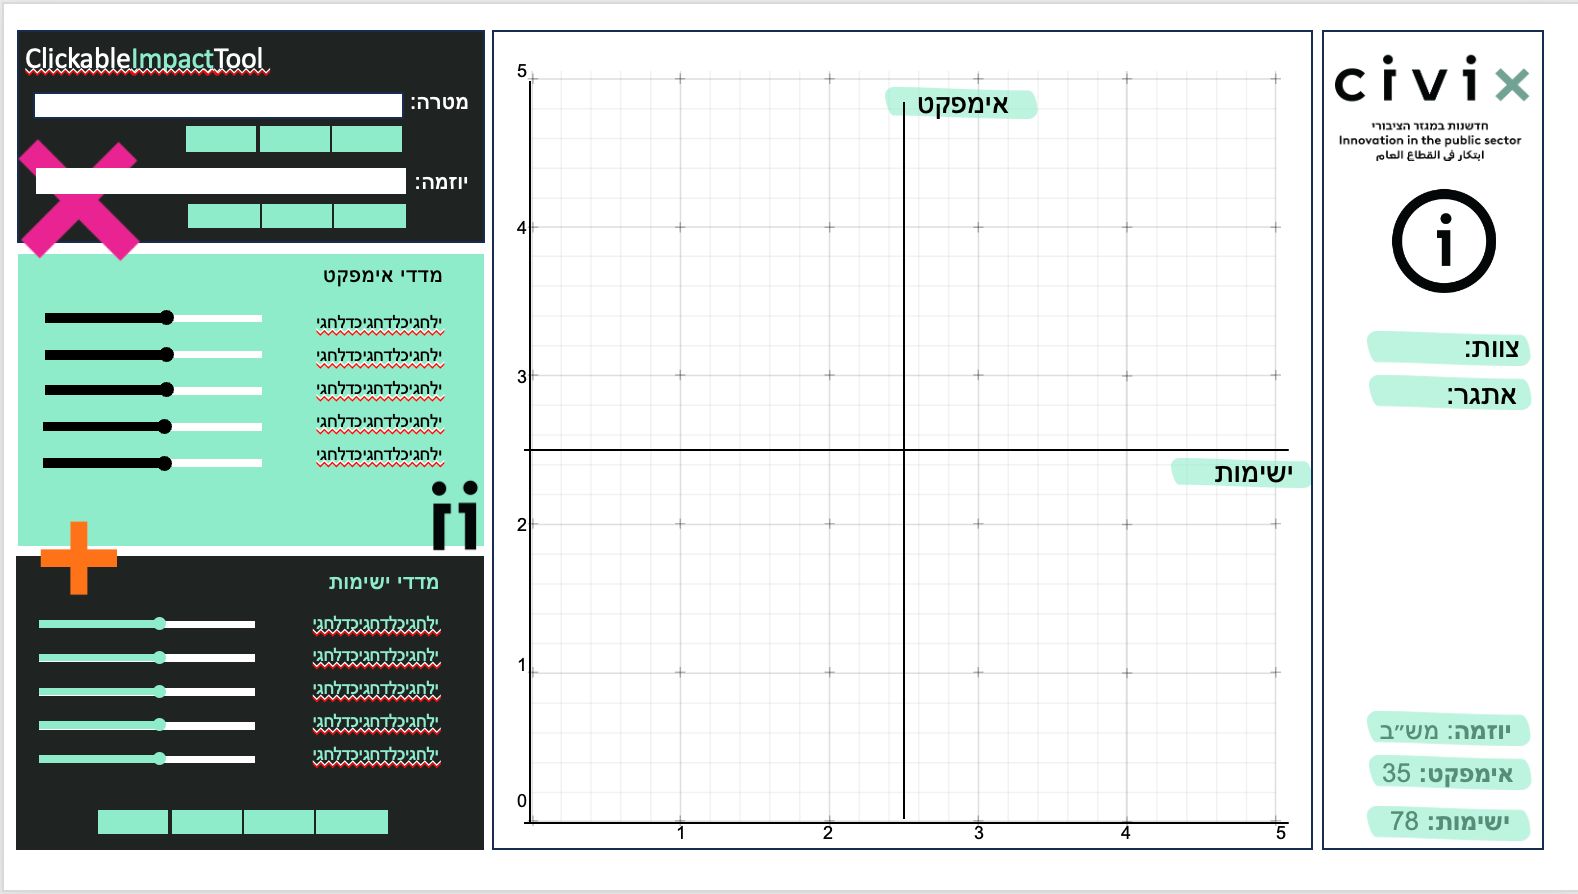 ClickableImpactTool
מטרה:
יוזמה:
מדדי אימפקט
ילחגיכלדחגיכדלחגי
ילחגיכלדחגיכדלחגי
ילחגיכלדחגיכדלחגי
ילחגיכלדחגיכדלחגי
ילחגיכלדחגיכדלחגי
מדדי ישימות
ילחגיכלדחגיכדלחגי
ילחגיכלדחגיכדלחגי
ילחגיכלדחגיכדלחגי
ילחגיכלדחגיכדלחגי
ילחגיכלדחגיכדלחגי
אימפקט
ישימות
5
4
3
2
1
0
1
2
3
4
5
civix
חדשנות במגזר הציבורי
Innovation in the public sector
ابتكار في القطاع العام
i
צוות:
אתגר:
יוזמה: מש״ב
אימפקט: 35
ישימות: 78